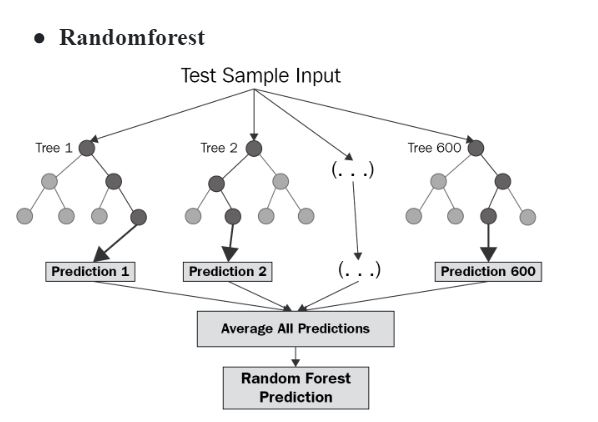 ● Randomforest
Test Sample Input
Tree 1
Tree 2
Tree 600
(. . .)
(. . .)
Prediction 1
Prediction 2
Prediction 600
Average All Predictions
Random Forest
Prediction